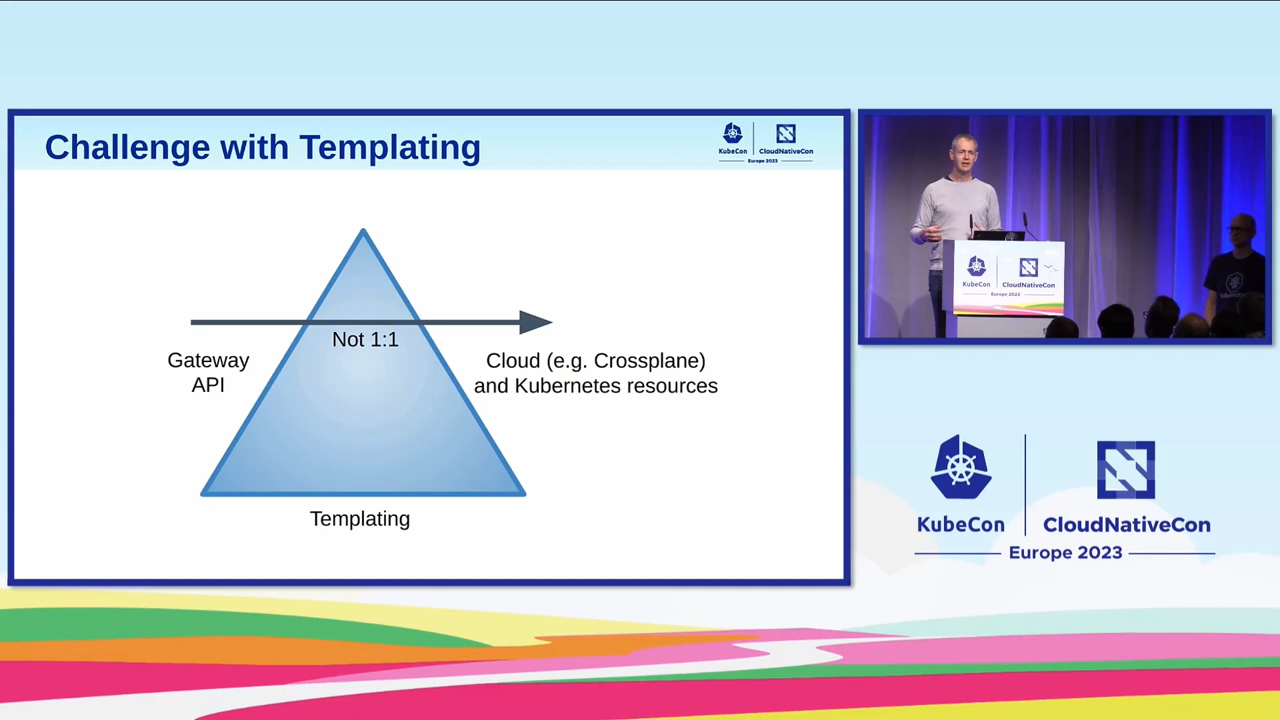 Challenge with Templating
KubeCon
CloudNativeCon
Europe 2023
Not 1:1
Gateway
API
Cloud (e.g. Crossplane)
and Kubernetes resources
Templating
KubeCon
CloudNativeCon
Europe 2023
KubeCon
CloudNativeCon
Europe 2023